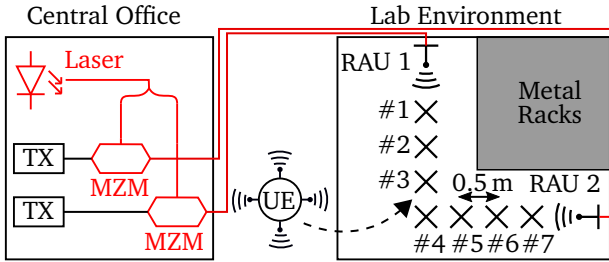 Central Office
Lab Environment
Laser
RAU 1
Metal
Racks
#1
#2
TX
MZM
#3
0.5 m
RAU 2
UE
TX
MZM
#4
#5
#6
#7